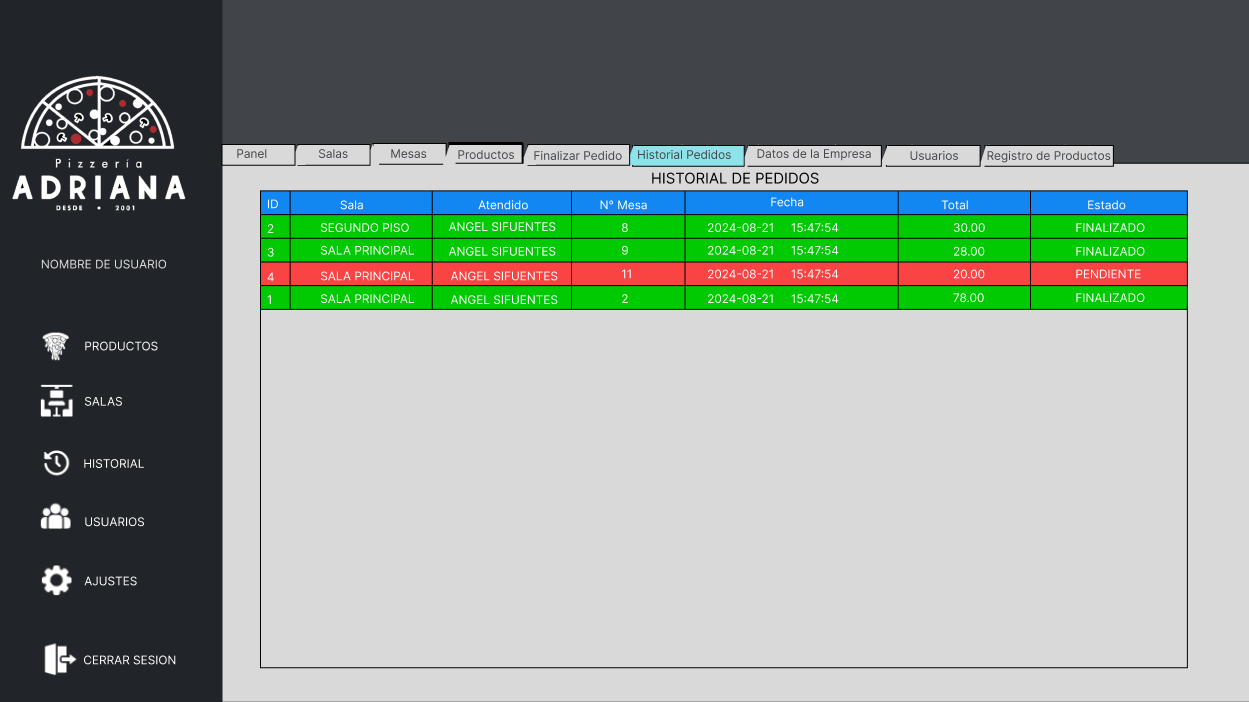 Pizzería
ADRIANA
DESDE • 2001
NOMBRE DE USUARIO
PRODUCTOS
SALAS
HISTORIAL
USUARIOS
AJUSTES
CERRAR SESION
Panel Salas Mesas Productos Finalizar Pedido Historial Pedidos Datos de la Empresa Usuarios Registro de Productos
HISTORIAL DE PEDIDOS
ID Sala Atendido N° Mesa Fecha Total Estado
2 SEGUNDO PISO ANGEL SIFUENTES 8 2024-08-21 15:47:54 30.00 FINALIZADO
3 SALA PRINCIPAL ANGEL SIFUENTES 9 2024-08-21 15:47:54 28.00 FINALIZADO
4 SALA PRINCIPAL ANGEL SIFUENTES 11 2024-08-21 15:47:54 20.00 PENDIENTE
1 SALA PRINCIPAL ANGEL SIFUENTES 2 2024-08-21 15:47:54 78.00 FINALIZADO